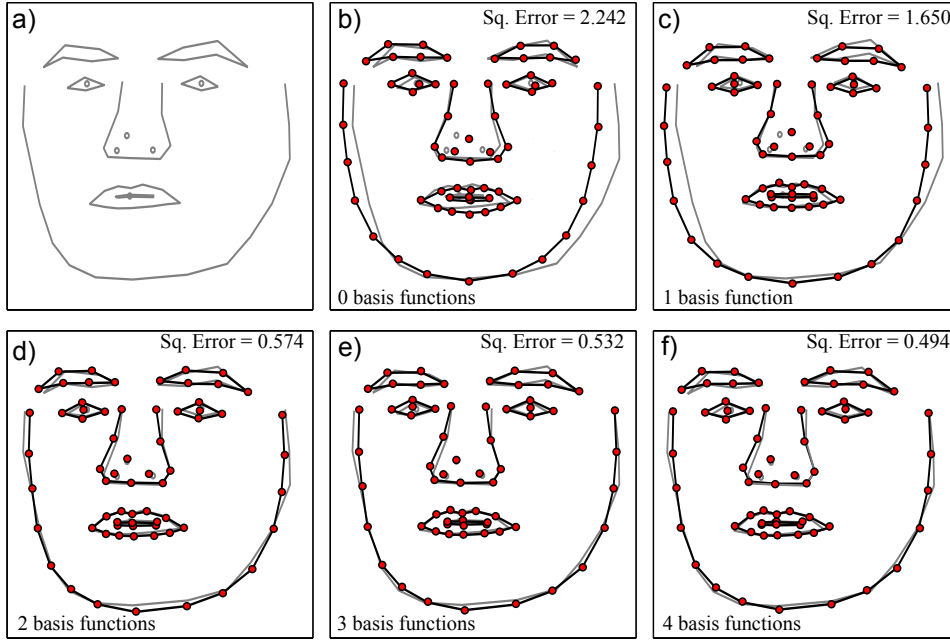 a)
b)
Sq. Error = 2.242
0 basis functions
c)
Sq. Error = 1.650
1 basis function
d)
Sq. Error = 0.574
2 basis functions
e)
Sq. Error = 0.532
3 basis functions
f)
Sq. Error = 0.494
4 basis functions